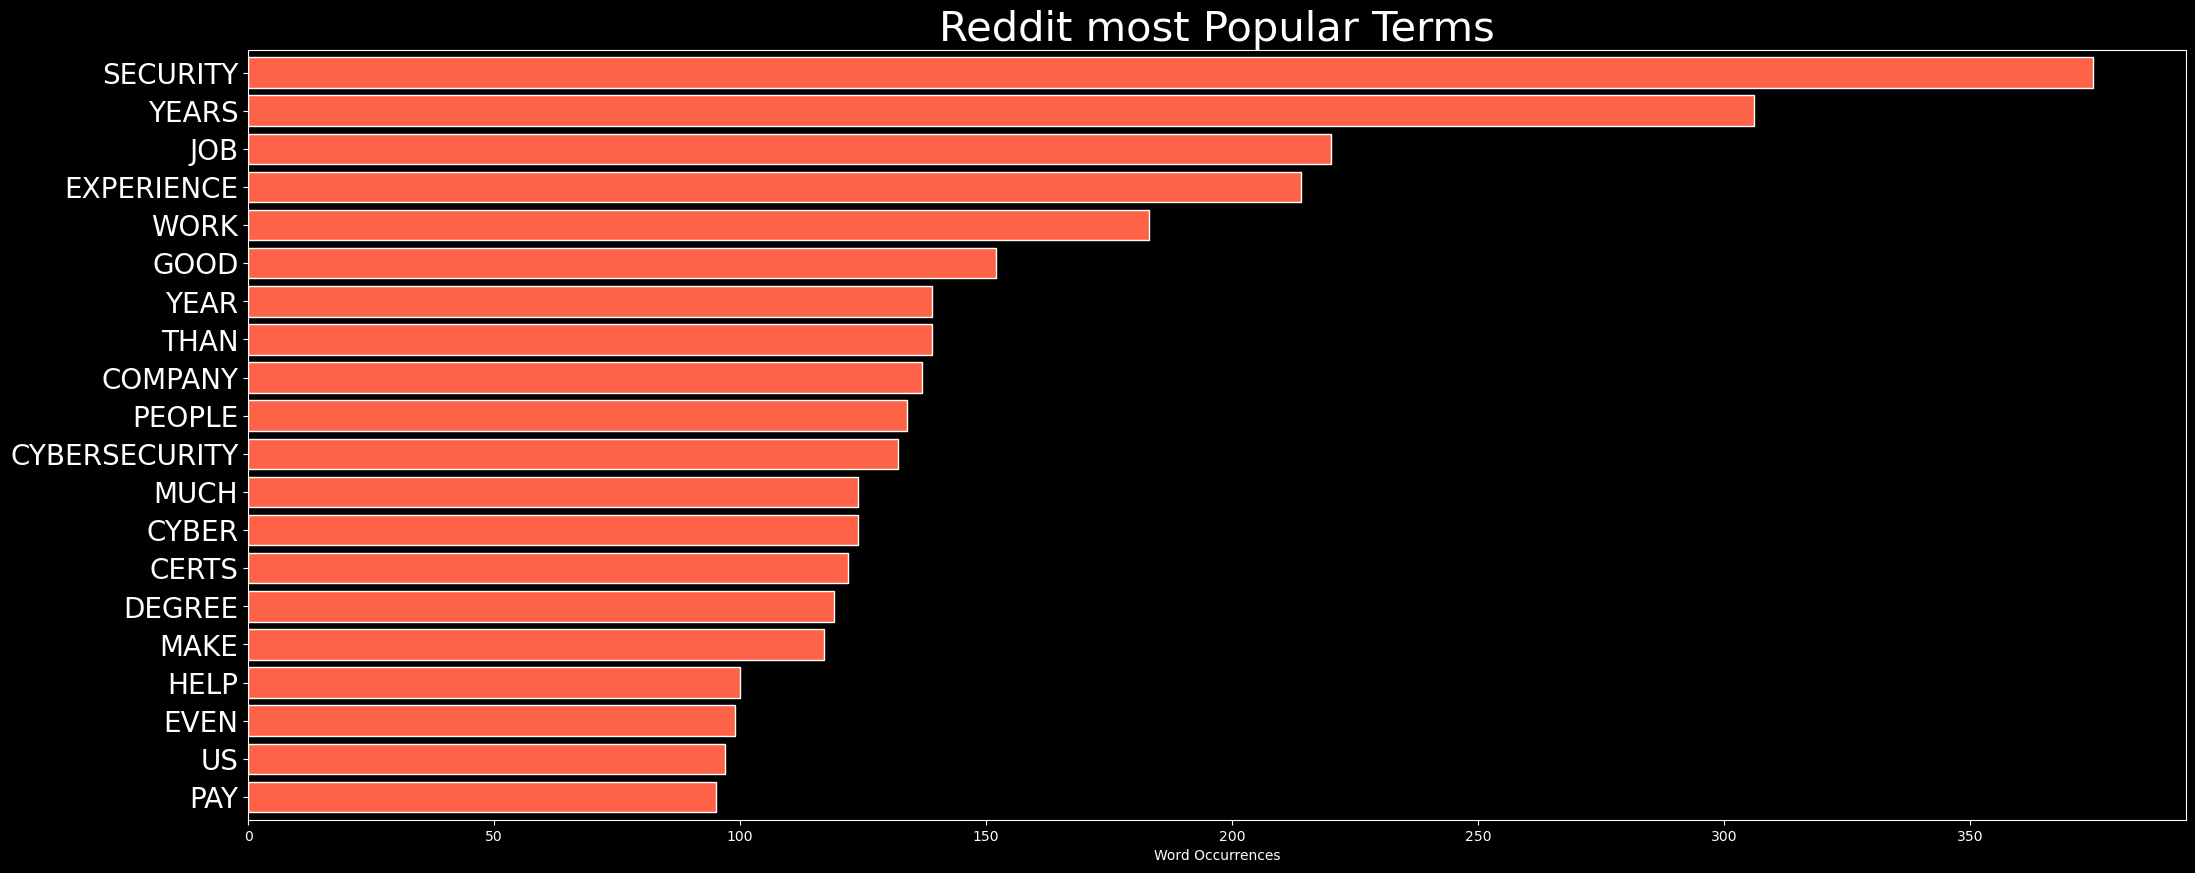 Reddit most Popular Terms
SECURITY
YEARS
JOB
EXPERIENCE
WORK
GOOD
YEAR
THAN
COMPANY
PEOPLE
CYBERSECURITY
MUCH
CYBER
CERTS
DEGREE
MAKE
HELP
EVEN
US
PAY
0 50 100 150 200 250 300 350
Word Occurrences